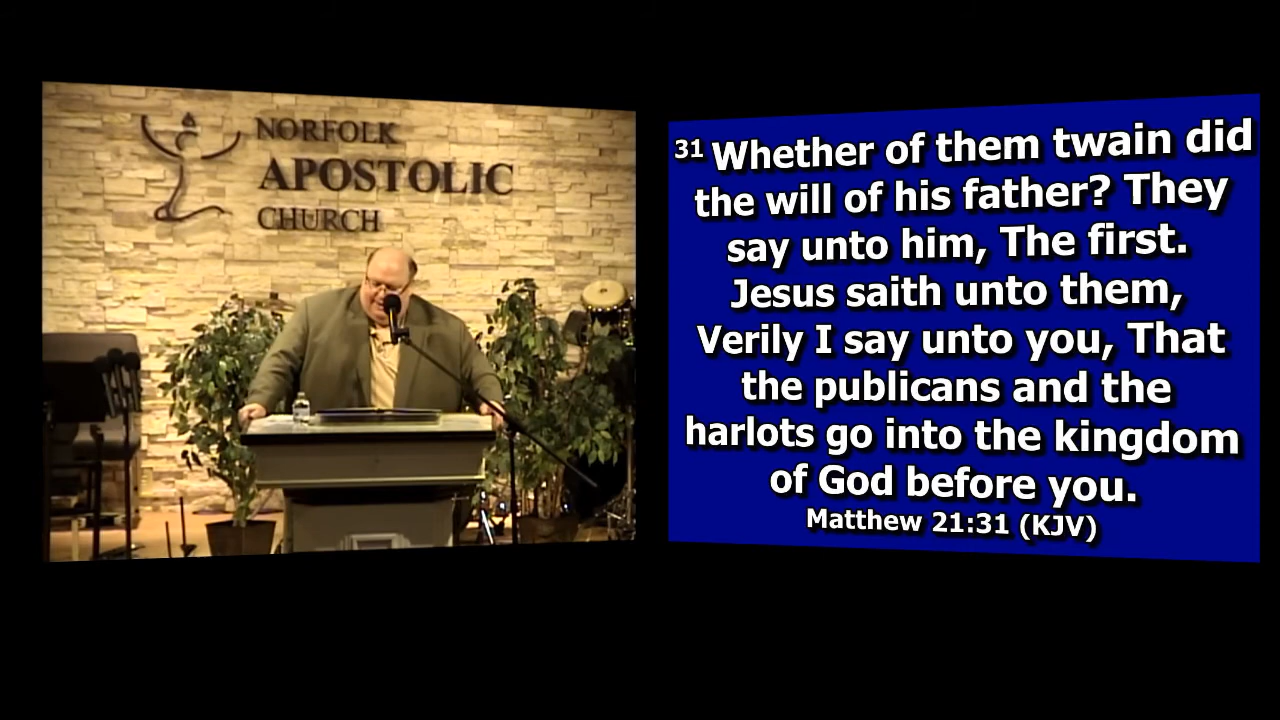 NORFOLK
APOSTOLIC
CHURCH
31 Whether of them twain did
the will of his father? They
say unto him, The first.
Jesus saith unto them,
Verily I say unto you, That
the publicans and the
harlots go into the kingdom
of God before you.
Matthew 21:31 (KJV)